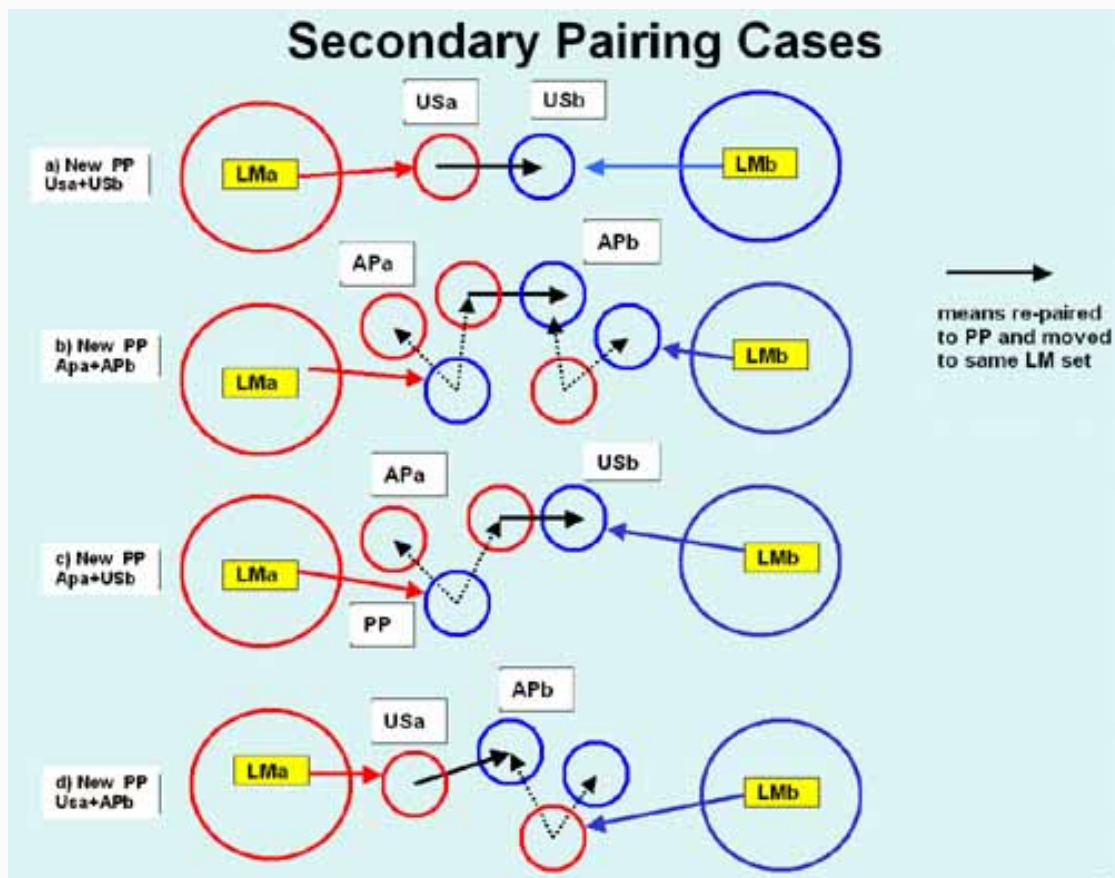 Secondary Pairing Cases
USa
USb
a) New PP
Usa+USb
LMa
LMb
APa
APb
b) New PP
Apa+APb
LMa
LMb
means re-paired
to PP and moved
to same LM set
APa
USb
c) New PP
Apa+USb
LMa
LMb
PP
APb
USa
d) New PP
Usa+APb
LMa
LMb